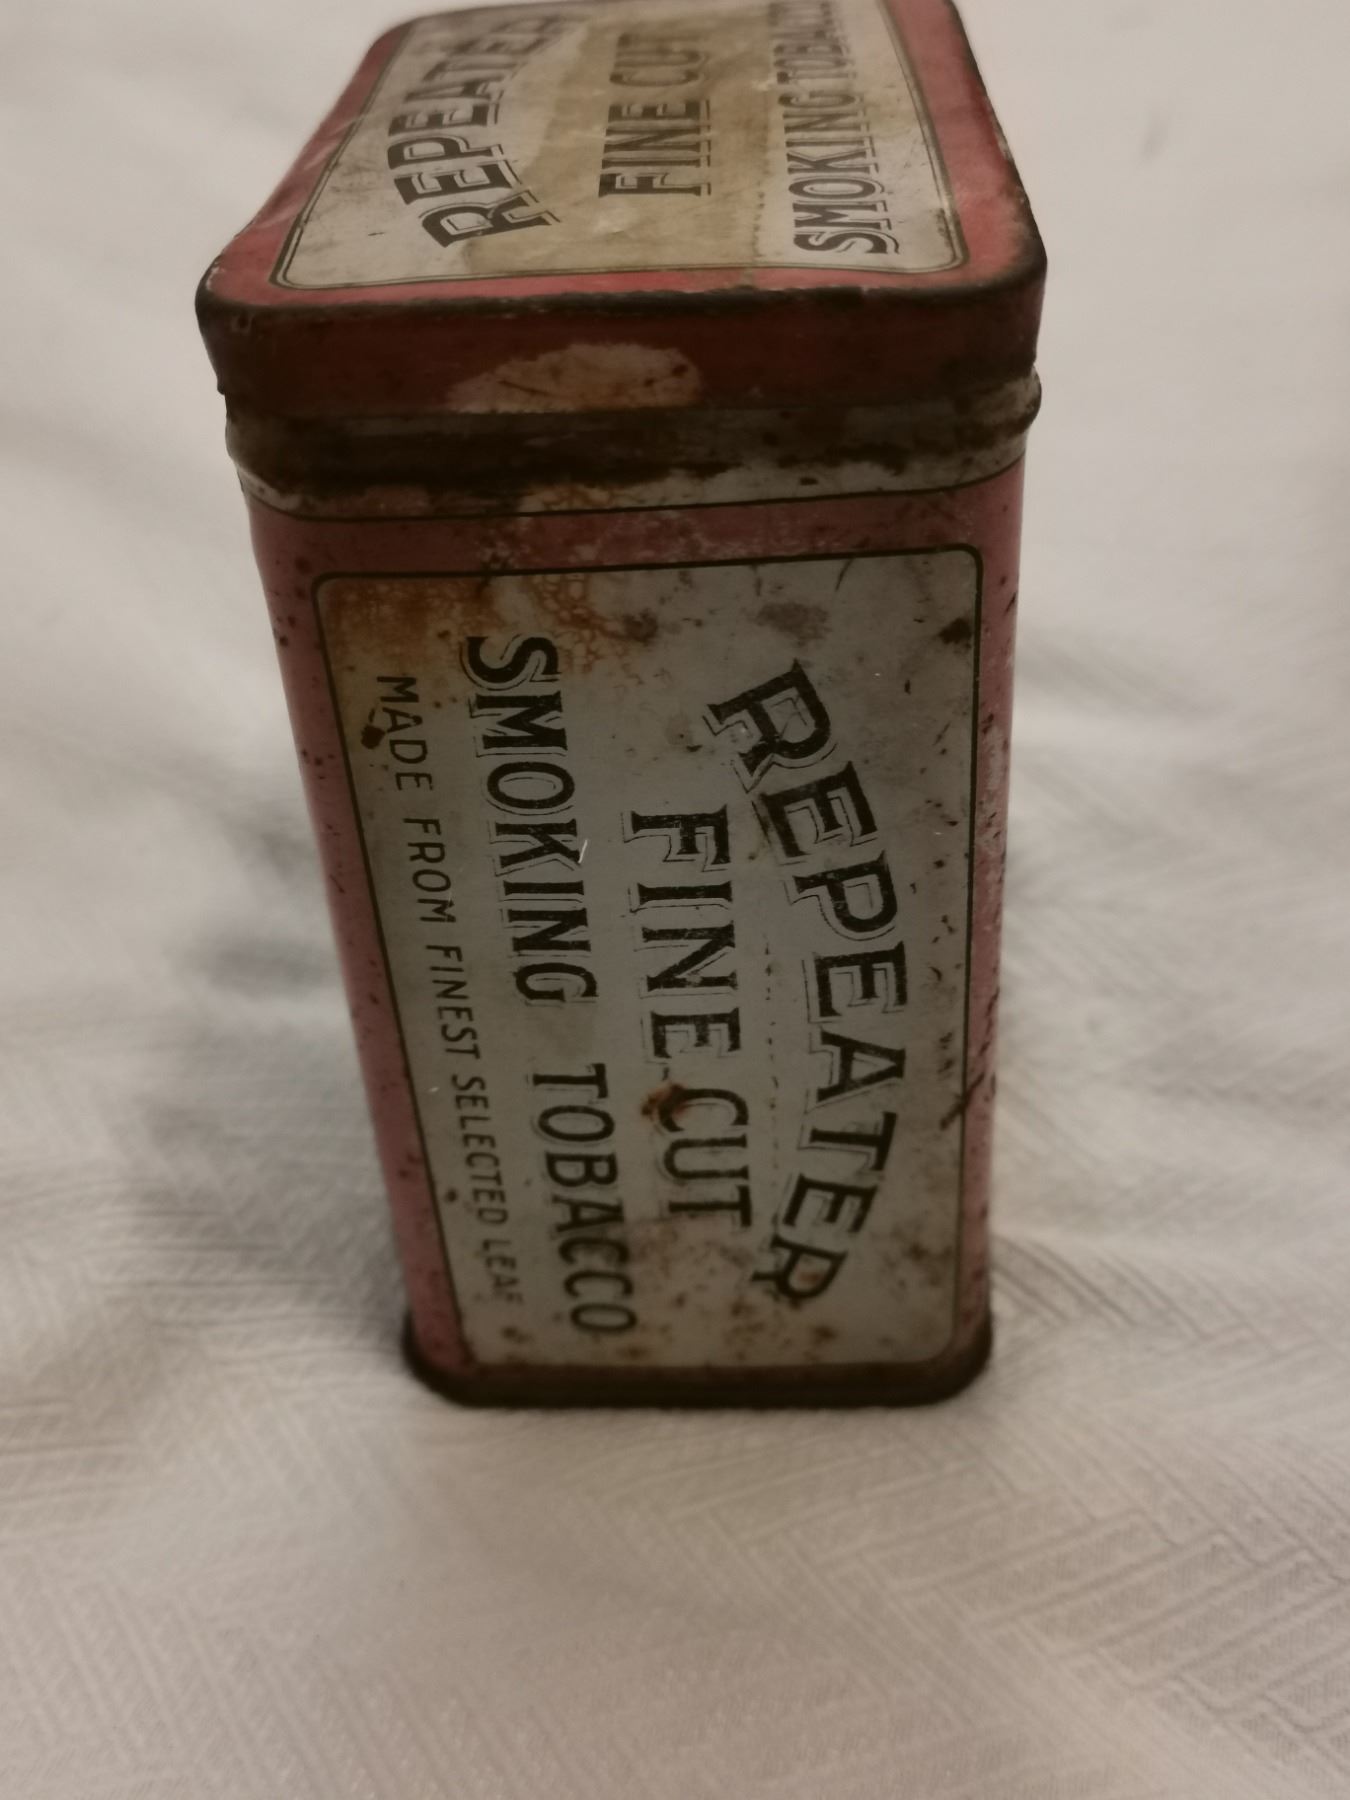 REPEATER
FINE CUT
SMOKING TOBACCO
REPEATER
FINE CUT
SMOKING TOBACCO
MADE FROM FINEST SELECTED LEAF